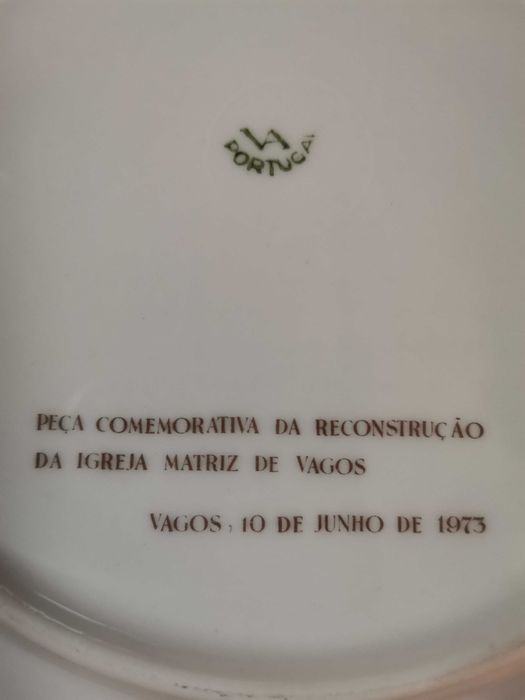 VA
PORTUGAL
PEÇA COMEMORATIVA DA RECONSTRUÇÃO
DA IGREJA MATRIZ DE VAGOS
VAGOS, 10 DE JUNHO DE 1973